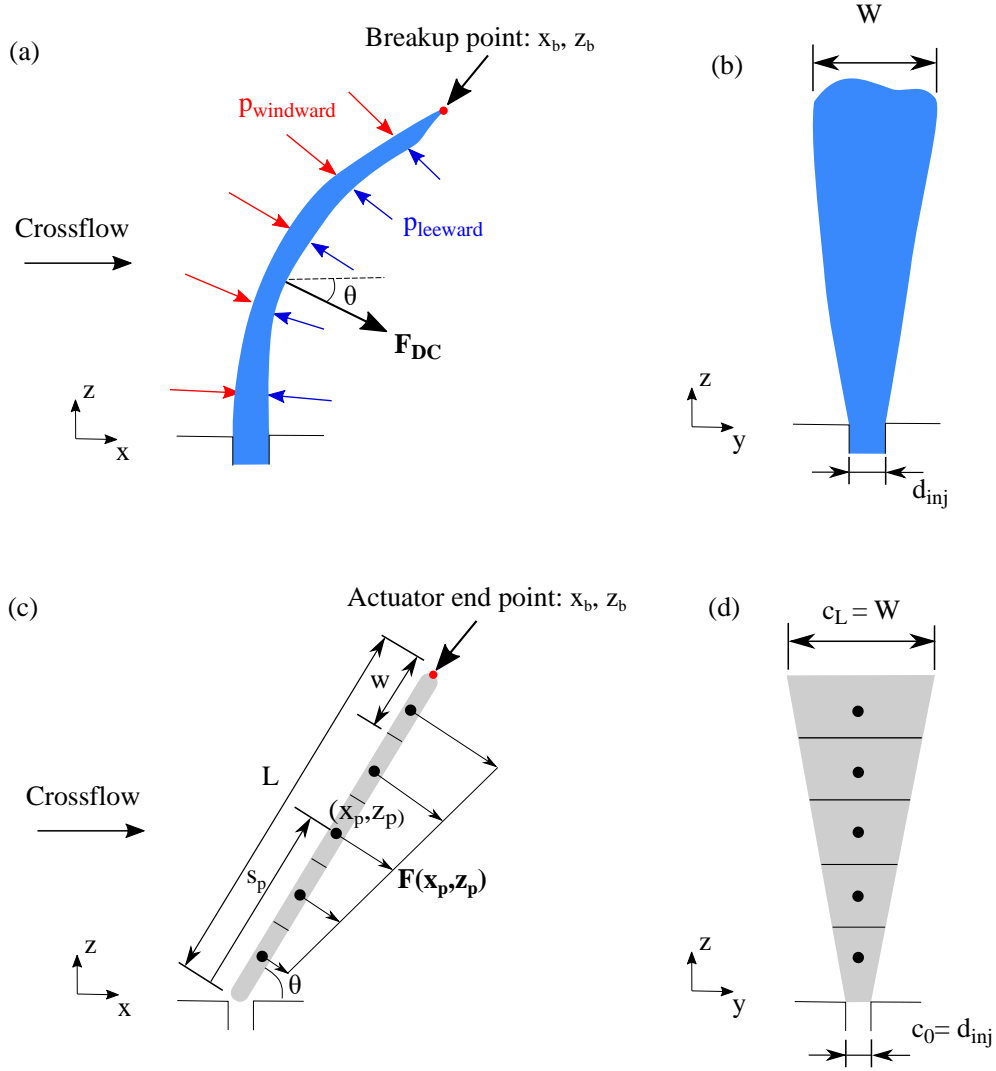 (a)
Breakup point: x_b, z_b
p_windward
Crossflow
p_leeward
θ
F_DC
z
x
(b)
W
z
y
d_inj
(c)
Actuator end point: x_b, z_b
w
L
Crossflow
(x_p,z_p)
s_p
F(x_p,z_p)
θ
z
x
(d)
c_L = W
z
y
c_0= d_inj